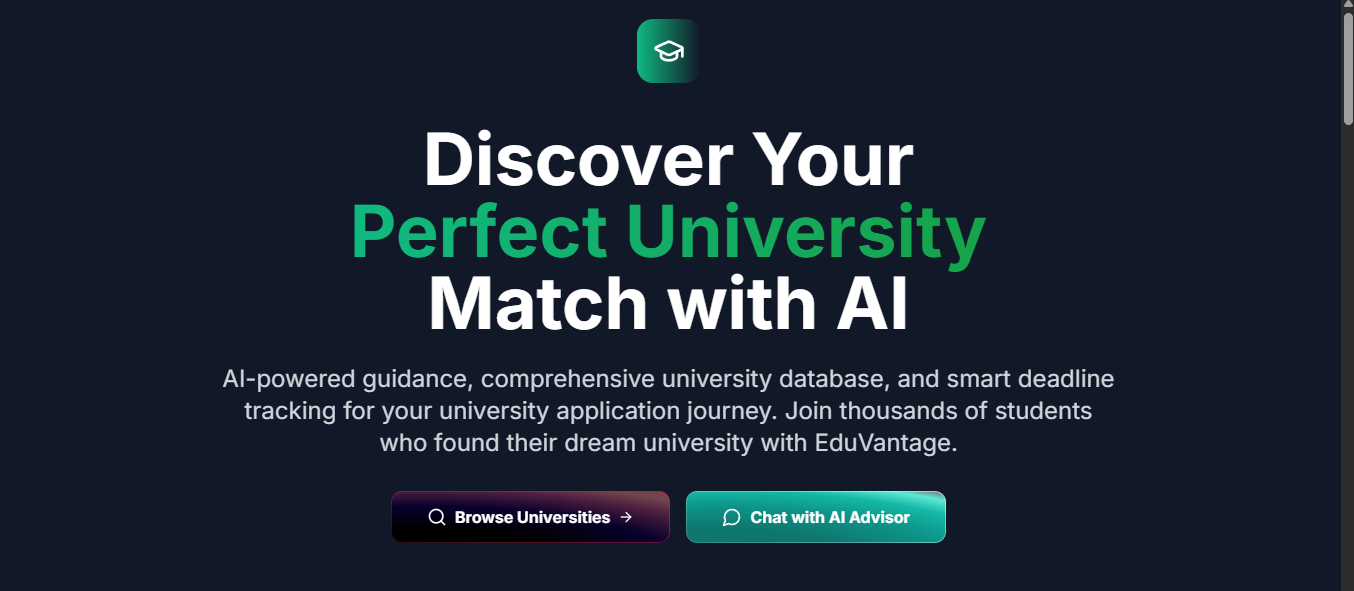 Discover Your
Perfect University
Match with AI
AI-powered guidance, comprehensive university database, and smart deadline
tracking for your university application journey. Join thousands of students
who found their dream university with EduVantage.
Browse Universities →
Chat with AI Advisor